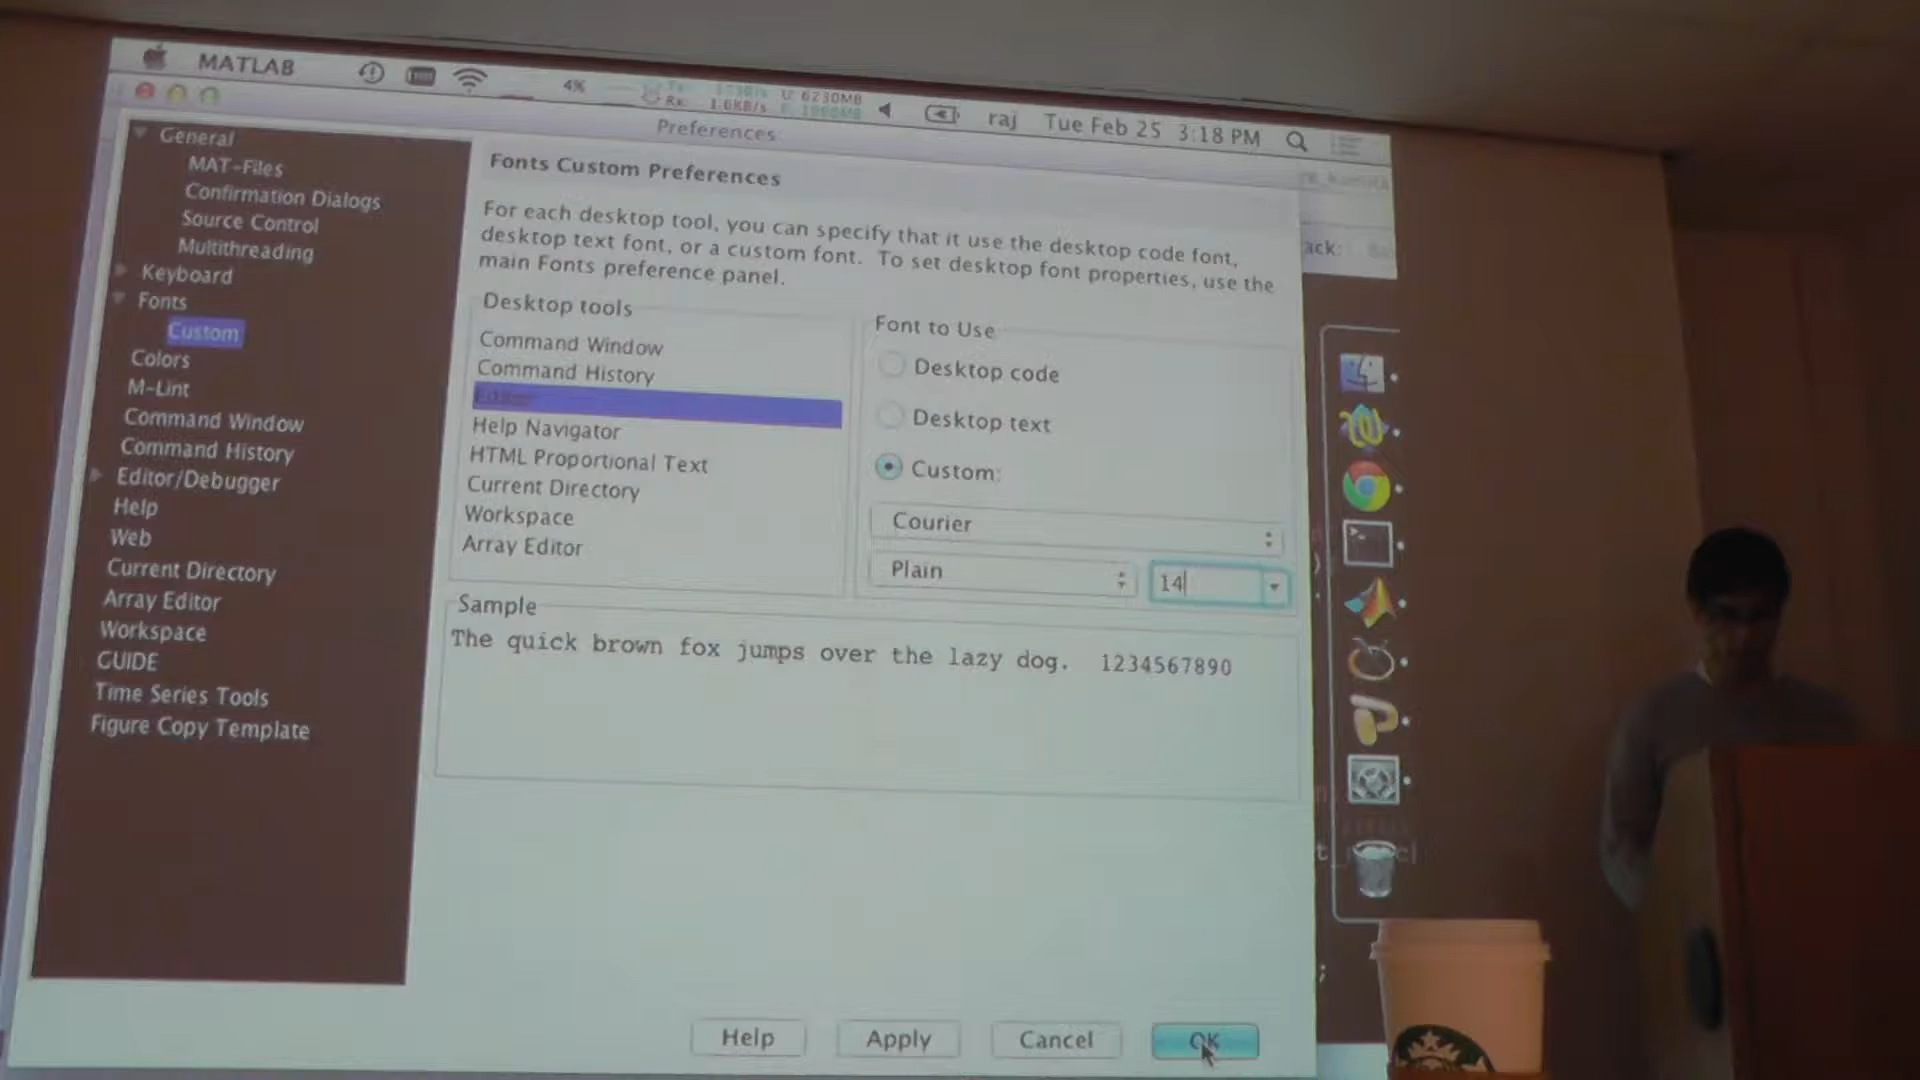 MATLAB
4%
Rx: 1.6KB/s
U: 6230MB
raj Tue Feb 25 3:18 PM
Preferences
General
MAT-Files
Confirmation Dialogs
Source Control
Multithreading
Keyboard
Fonts
Custom
Colors
M-Lint
Command Window
Command History
Editor/Debugger
Help
Web
Current Directory
Array Editor
Workspace
GUIDE
Time Series Tools
Figure Copy Template
Fonts Custom Preferences
For each desktop tool, you can specify that it use the desktop code font,
desktop text font, or a custom font. To set desktop font properties, use the
main Fonts preference panel.
Desktop tools
Command Window
Command History
Editor
Help Navigator
HTML Proportional Text
Current Directory
Workspace
Array Editor
Font to Use
Desktop code
Desktop text
Custom:
Courier
Plain
14
Sample
The quick brown fox jumps over the lazy dog. 1234567890
Help
Apply
Cancel
OK
ack: